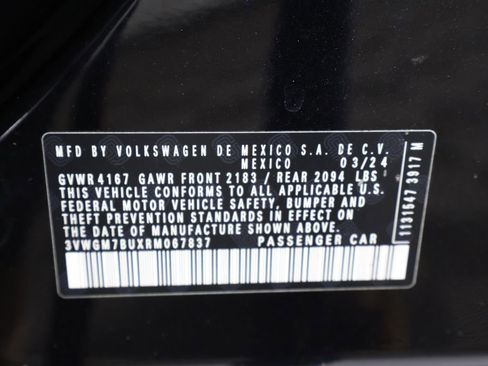 MFD BY VOLKSWAGEN DE MEXICO S.A. DE C.V.
MEXICO 03/24
GVWR 4167 GAWR FRONT 2183 / REAR 2094 LBS
THIS VEHICLE CONFORMS TO ALL APPLICABLE U.S.
FEDERAL MOTOR VEHICLE SAFETY, BUMPER AND
THEFT PREVENTION STANDARDS IN EFFECT ON THE
DATE OF MANUFACTURE SHOWN ABOVE.
3VWGM7BUXRM067837 PASSENGER CAR
1191047 3917 M